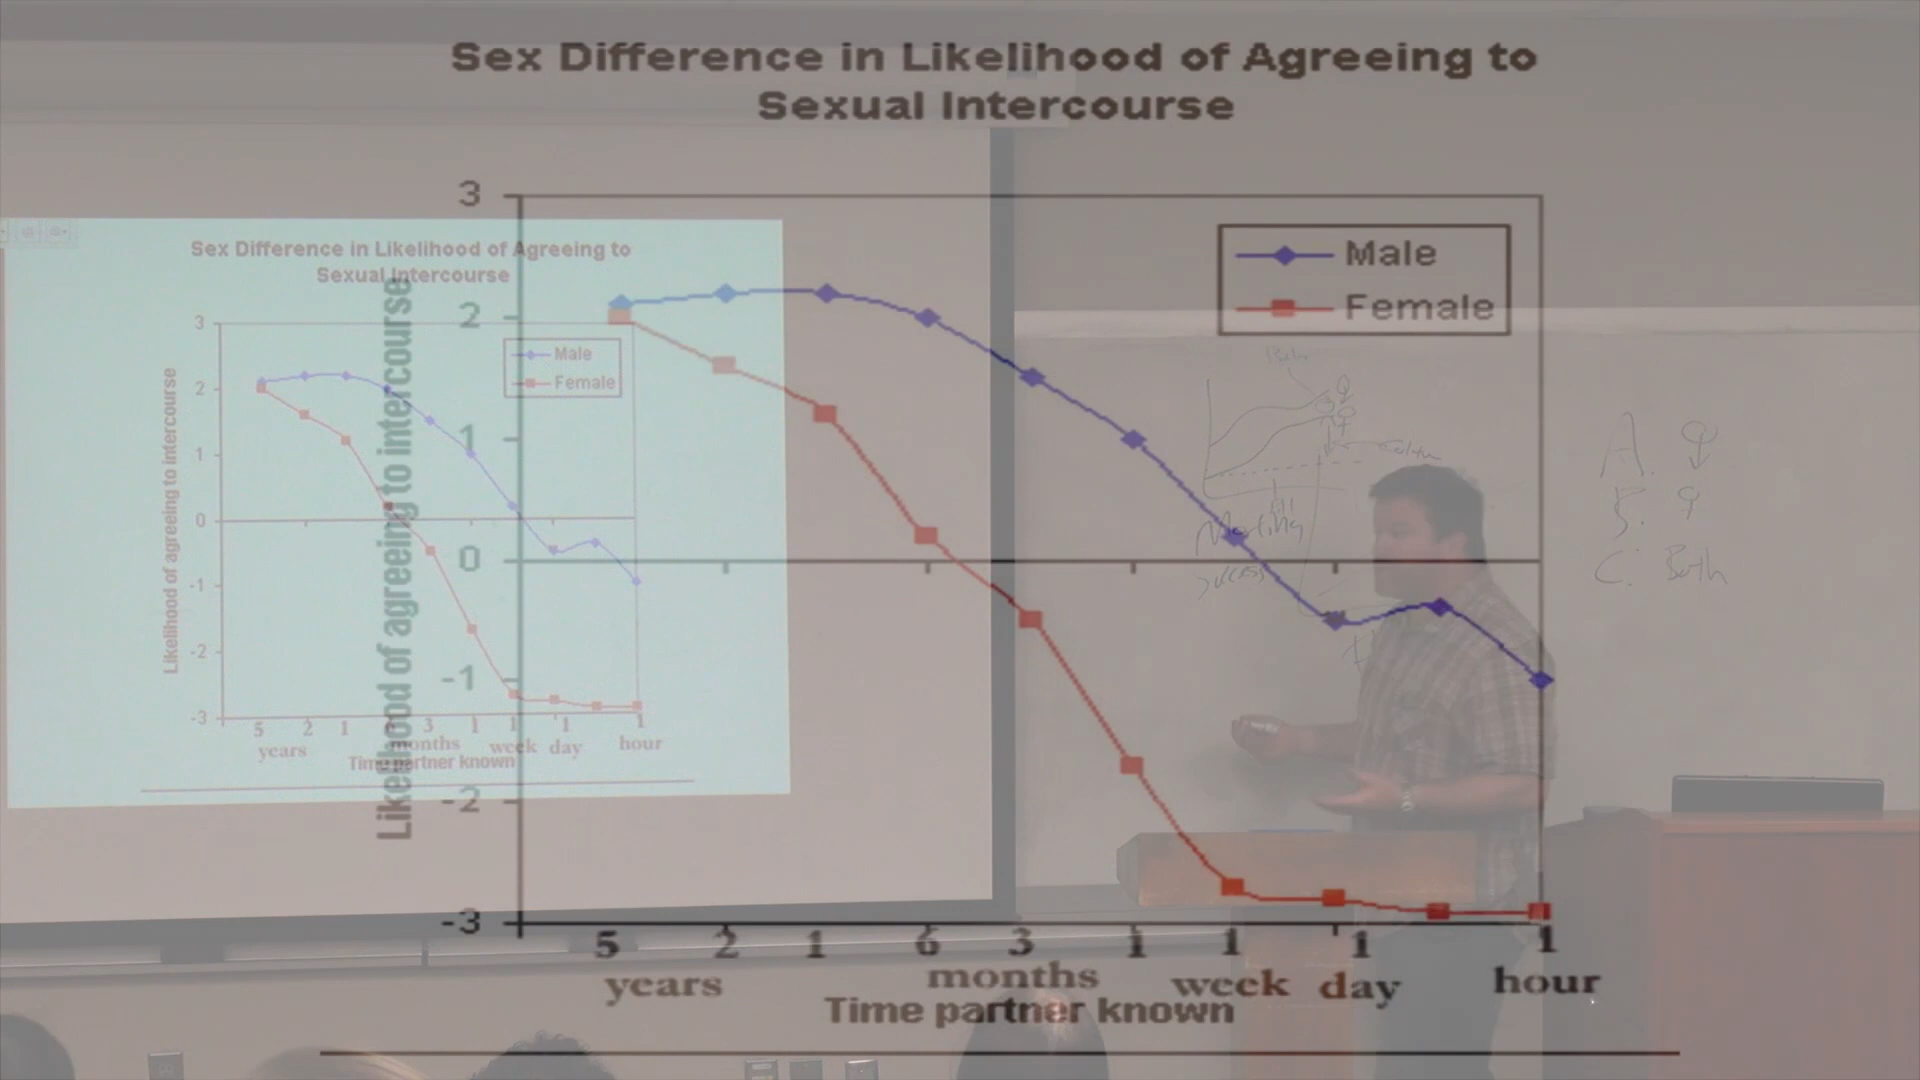 Sex Difference in Likelihood of Agreeing to
Sexual Intercourse
3
2
1
0
-1
-2
-3
Likelihood of agreeing to intercourse
Male
Female
5 2 1 6 3 1 1 1 1
years months week day hour
Time partner known
Sex Difference in Likelihood of Agreeing to
Sexual Intercourse
3
2
1
0
-1
-2
-3
Likelihood of agreeing to intercourse
Male
Female
5 2 1 3 1 1 1 1
years months week day hour
Time partner known
Mating
success
A. ♀
B. ♀
C. Both